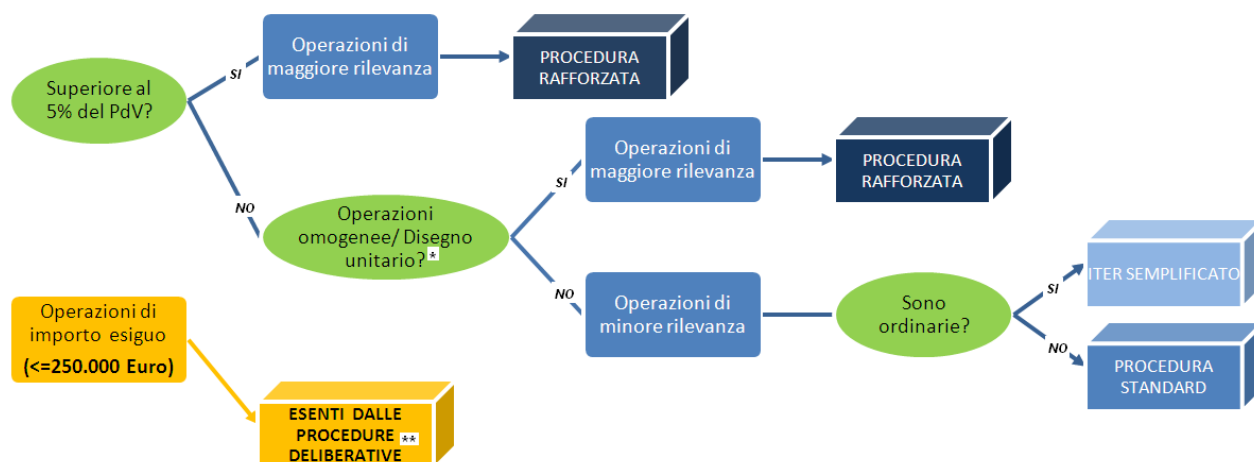 Superiore al
5% del PdV?
SI
Operazioni di
maggiore rilevanza
PROCEDURA
RAFFORZATA
NO
Operazioni
omogenee/ Disegno
unitario?*
SI
Operazioni di
maggiore rilevanza
PROCEDURA
RAFFORZATA
NO
Operazioni di
minore rilevanza
Sono
ordinarie?
SI
ITER SEMPLIFICATO
NO
PROCEDURA
STANDARD
Operazioni di
importo esiguo
(<=250.000 Euro)
ESENTI DALLE
PROCEDURE **
DELIBERATIVE